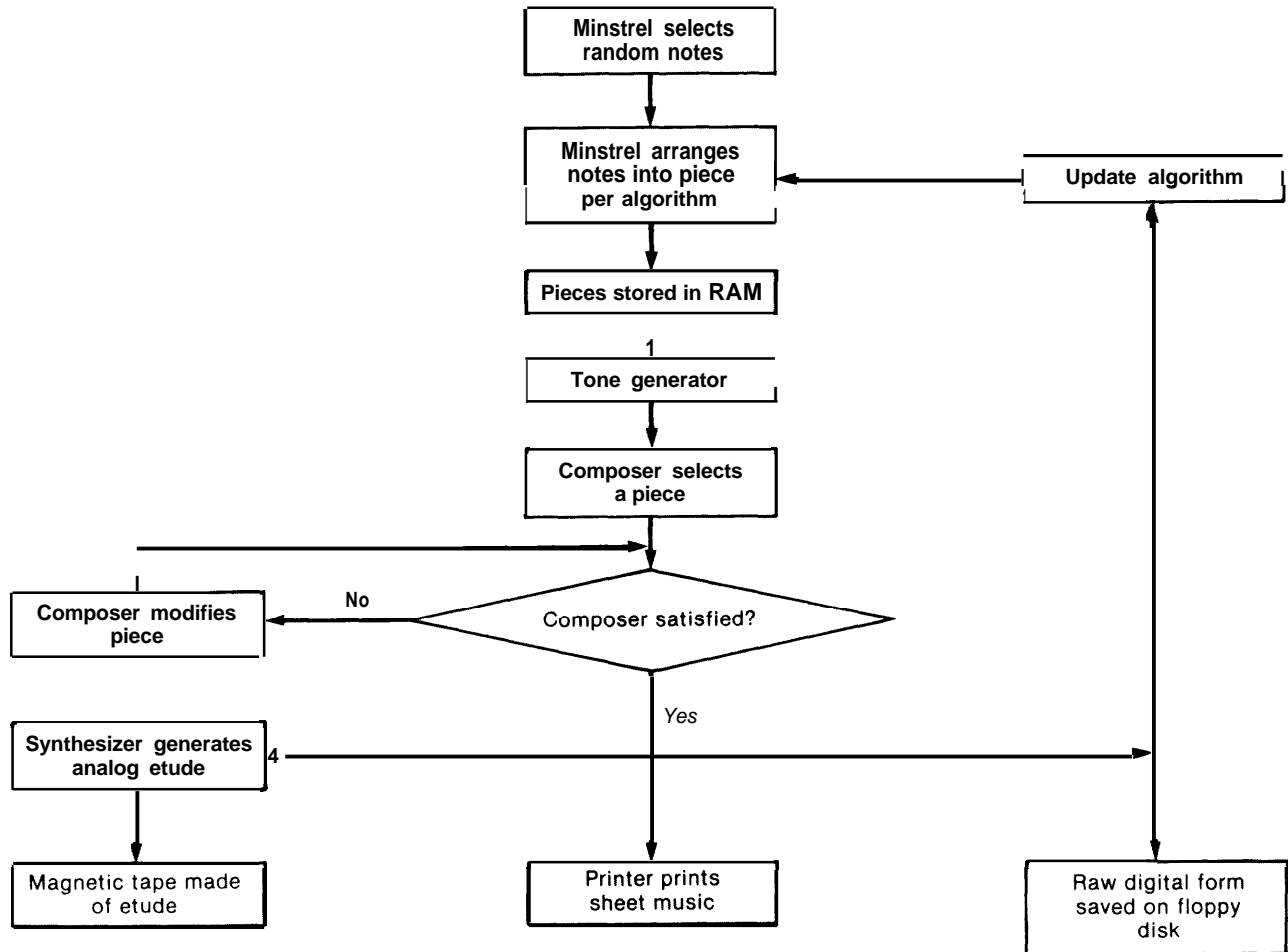 Minstrel selects
random notes
Minstrel arranges
notes into piece
per algorithm
Update algorithm
Pieces stored in RAM
1
Tone generator
Composer selects
a piece
No
Composer modifies
piece
Composer satisfied?
Yes
Synthesizer generates
analog etude
4
Magnetic tape made
of etude
Printer prints
sheet music
Raw digital form
saved on floppy
disk